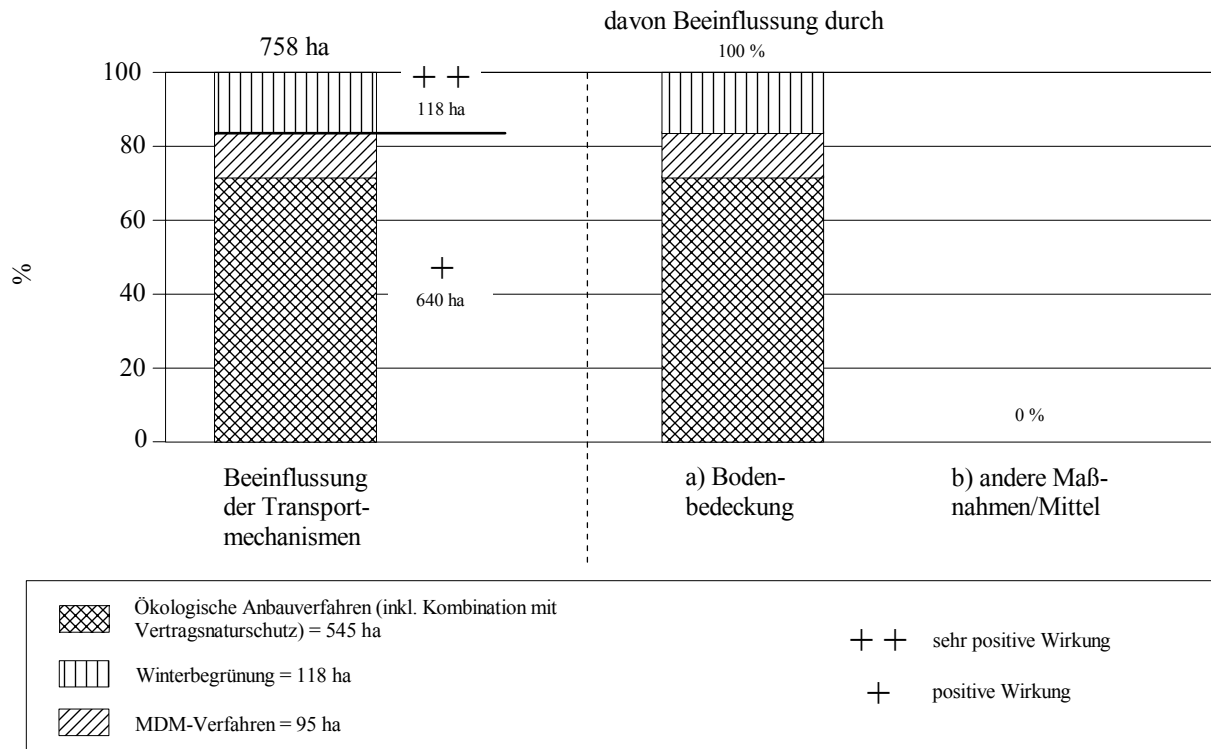 davon Beeinflussung durch
758 ha
100 %
100
80
60
40
20
0
%
+ +
118 ha
+
640 ha
0 %
Beeinflussung
der Transport-
mechanismen
a) Boden-
bedeckung
b) andere Maß-
nahmen/Mittel
Ökologische Anbauverfahren (inkl. Kombination mit
Vertragsnaturschutz) = 545 ha
Winterbegrünung = 118 ha
MDM-Verfahren = 95 ha
+ + sehr positive Wirkung
+ positive Wirkung